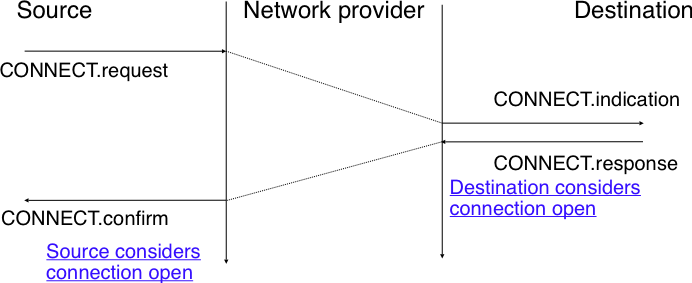 Source Network provider Destination
CONNECT.request
CONNECT.indication
CONNECT.response
Destination considers
connection open
CONNECT.confirm
Source considers
connection open